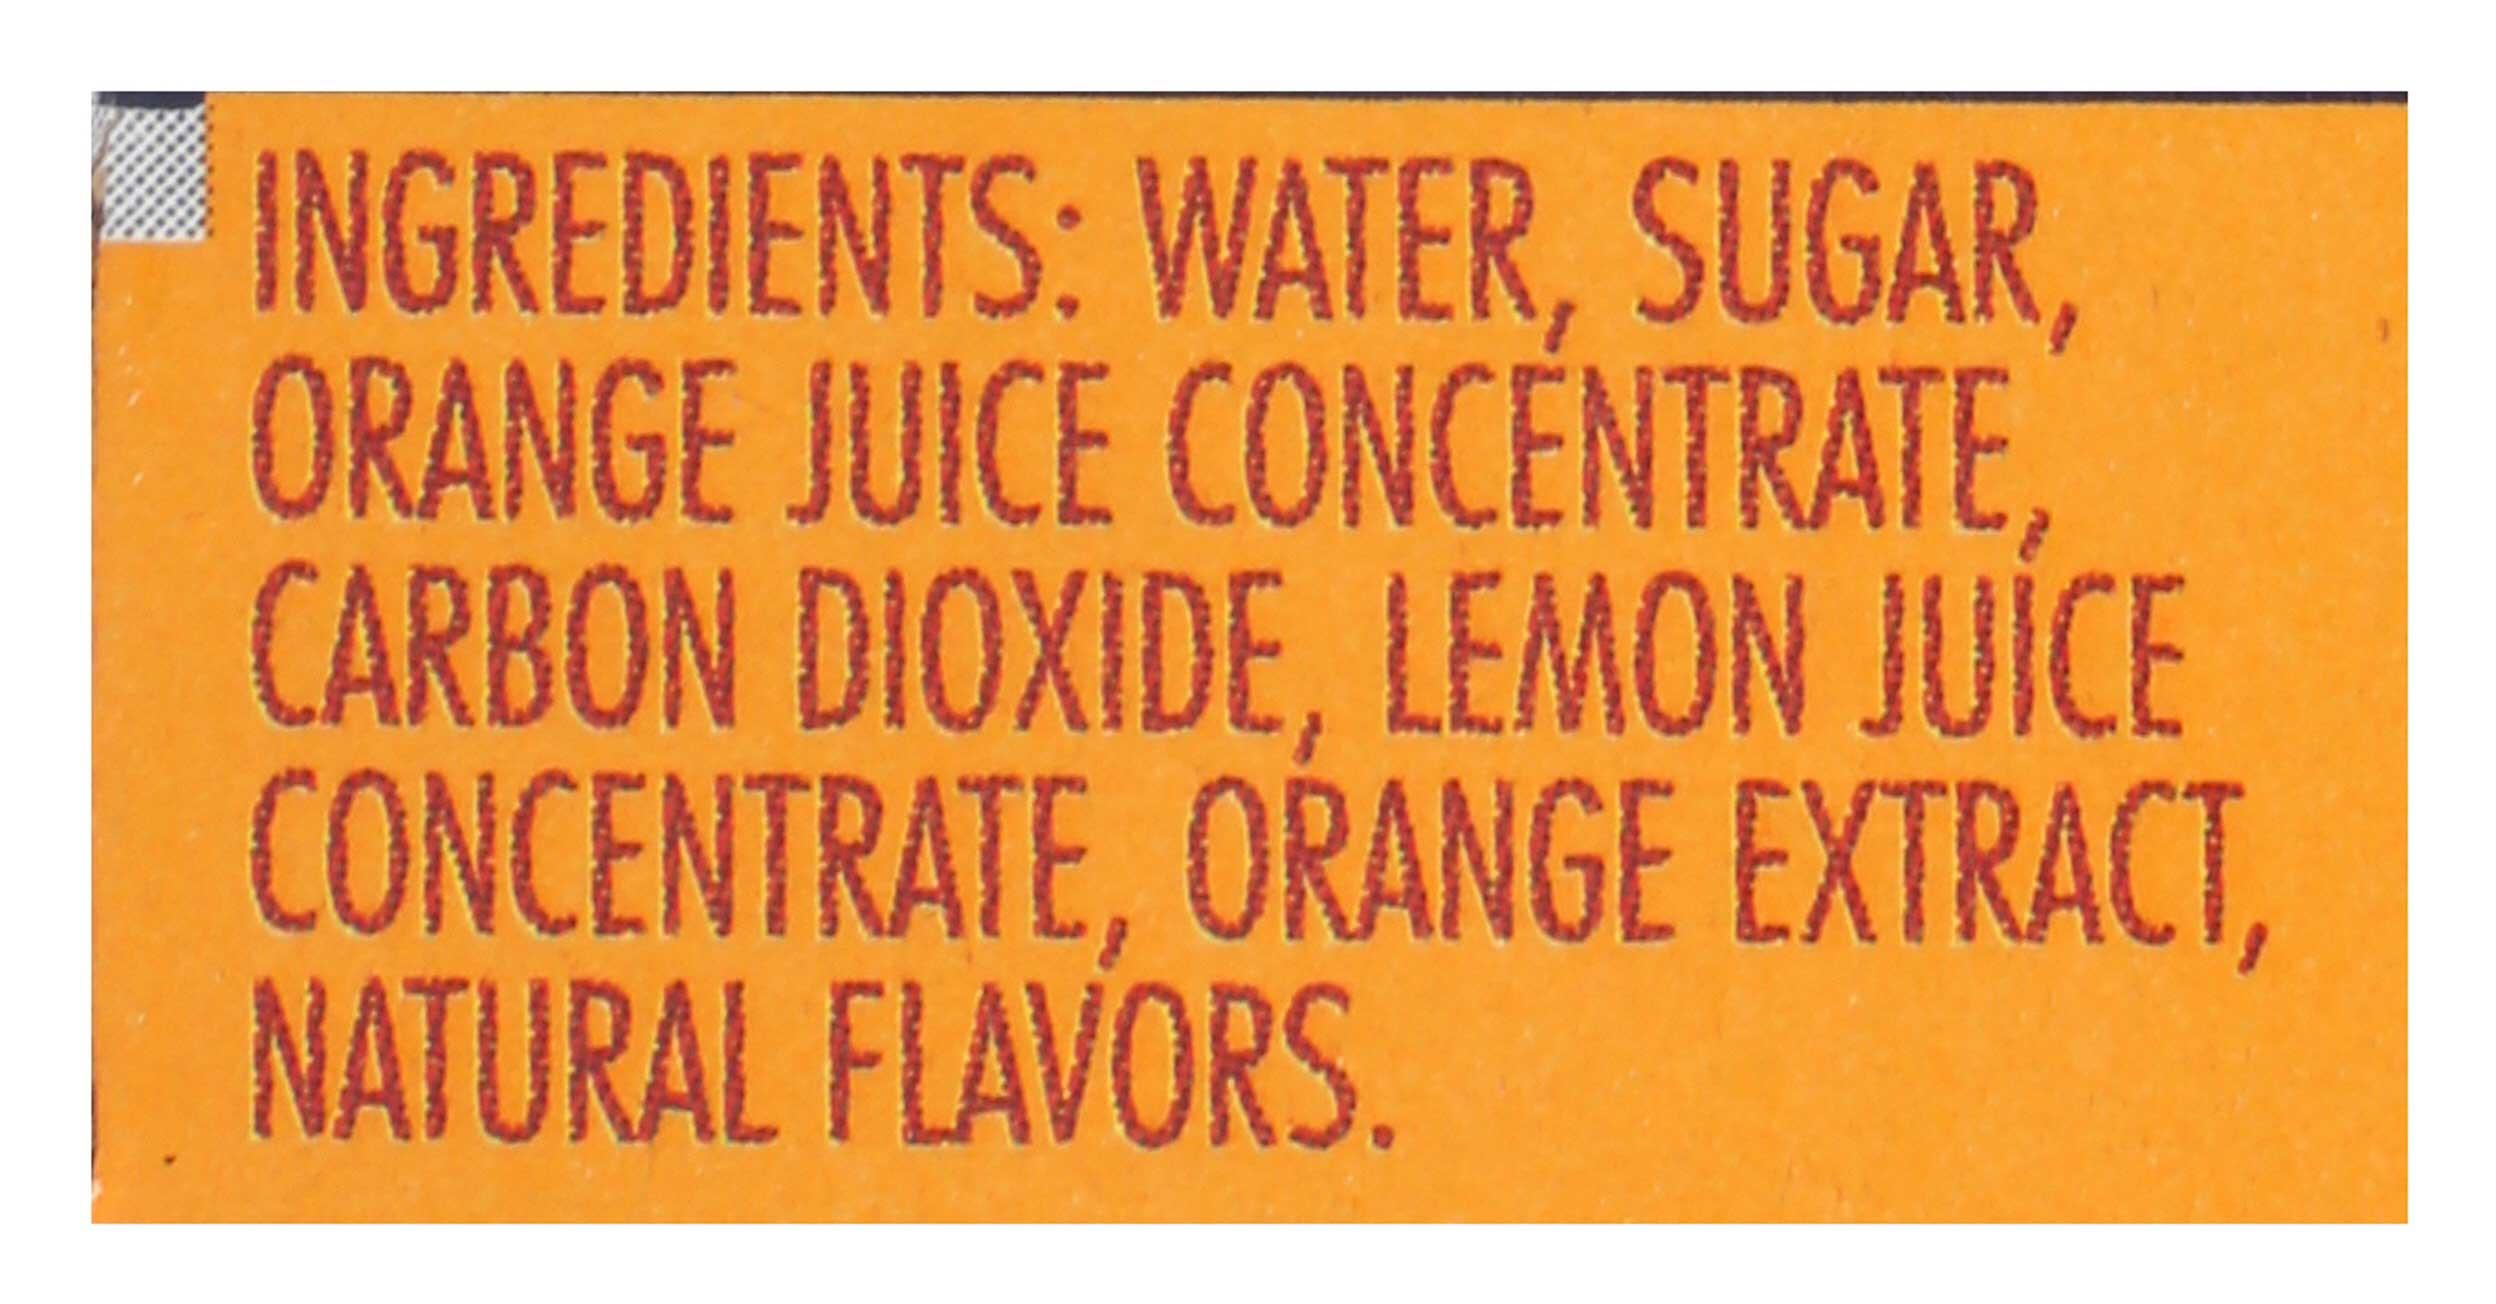 INGREDIENTS: WATER, SUGAR,
ORANGE JUICE CONCENTRATE,
CARBON DIOXIDE, LEMON JUICE
CONCENTRATE, ORANGE EXTRACT,
NATURAL FLAVORS.